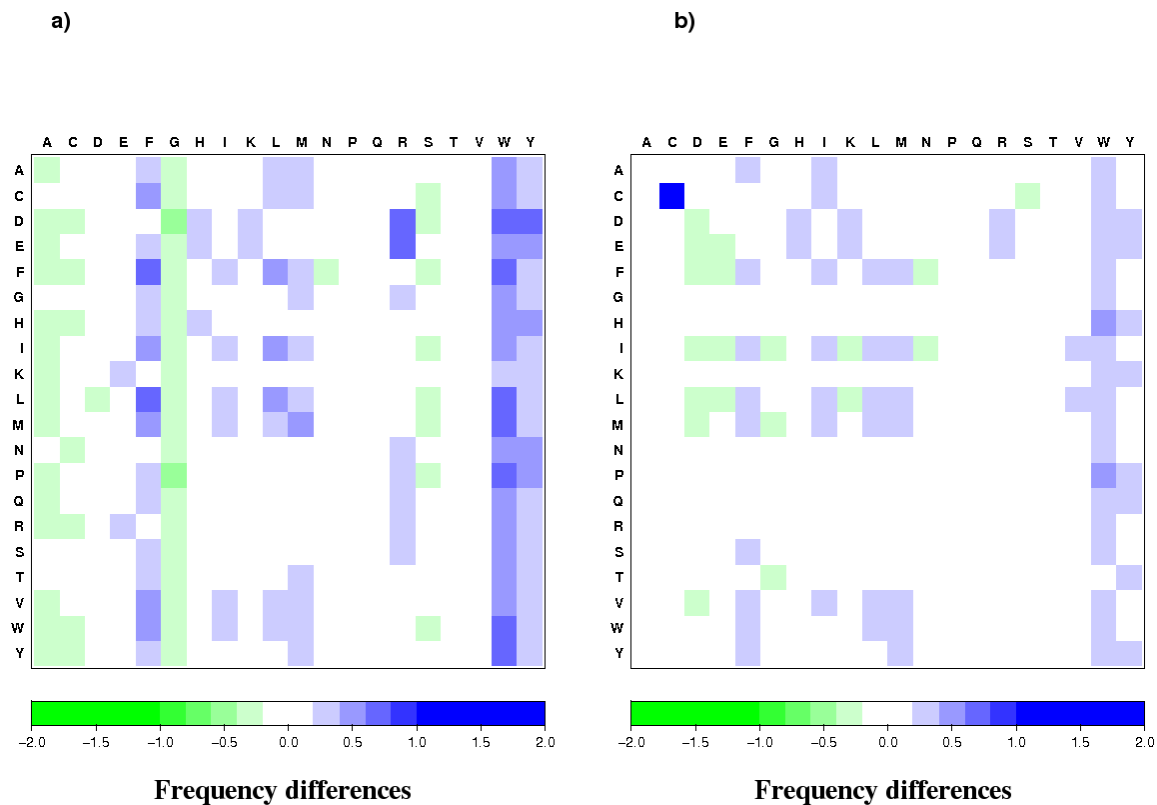 a) b)
A C D E F G H I K L M N P Q R S T V W Y A C D E F G H I K L M N P Q R S T V W Y
A A
C C
D D
E E
F F
G G
H H
I I
K K
L L
M M
N N
P P
Q Q
R R
S S
T T
V V
W W
Y Y
−2.0 −1.5 −1.0 −0.5 0.0 0.5 1.0 1.5 2.0 −2.0 −1.5 −1.0 −0.5 0.0 0.5 1.0 1.5 2.0
Frequency differences Frequency differences